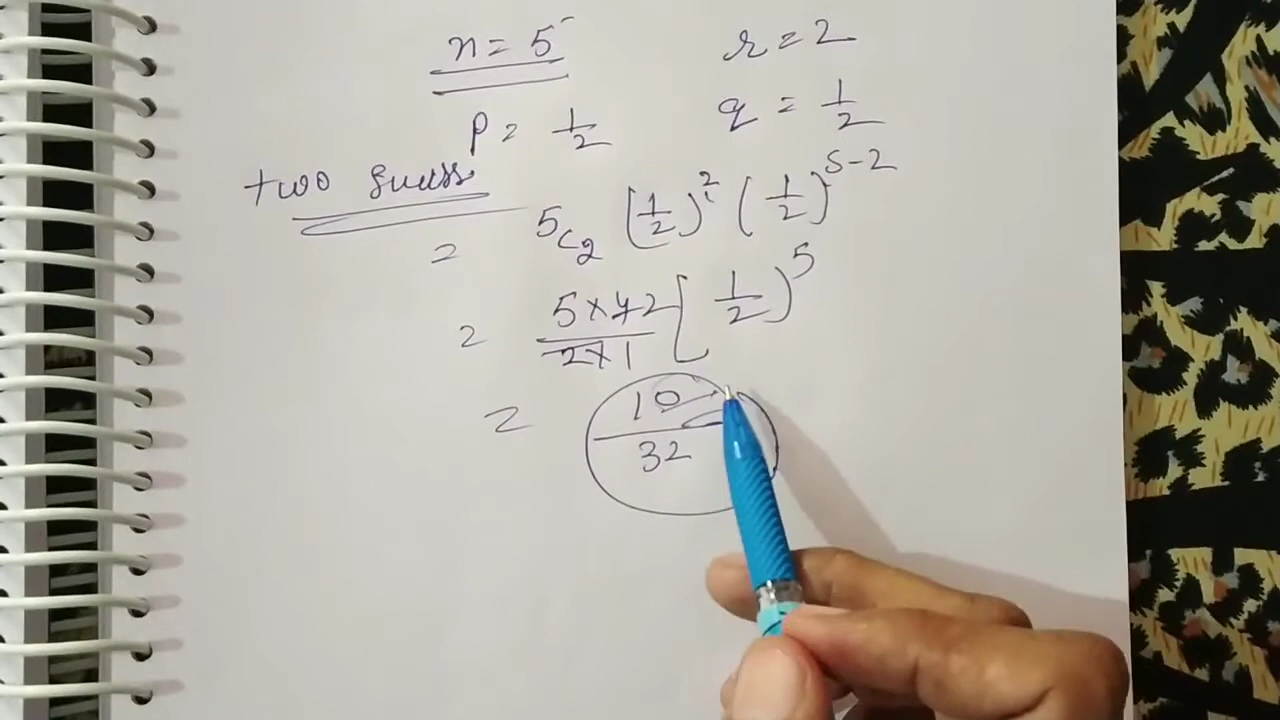 n = 5 r = 2
p = 1/2 q = 1/2
two guess
= 5C2 (1/2)^2 (1/2)^5-2
= 5×42/2×1 [1/2)^5
= 10/32